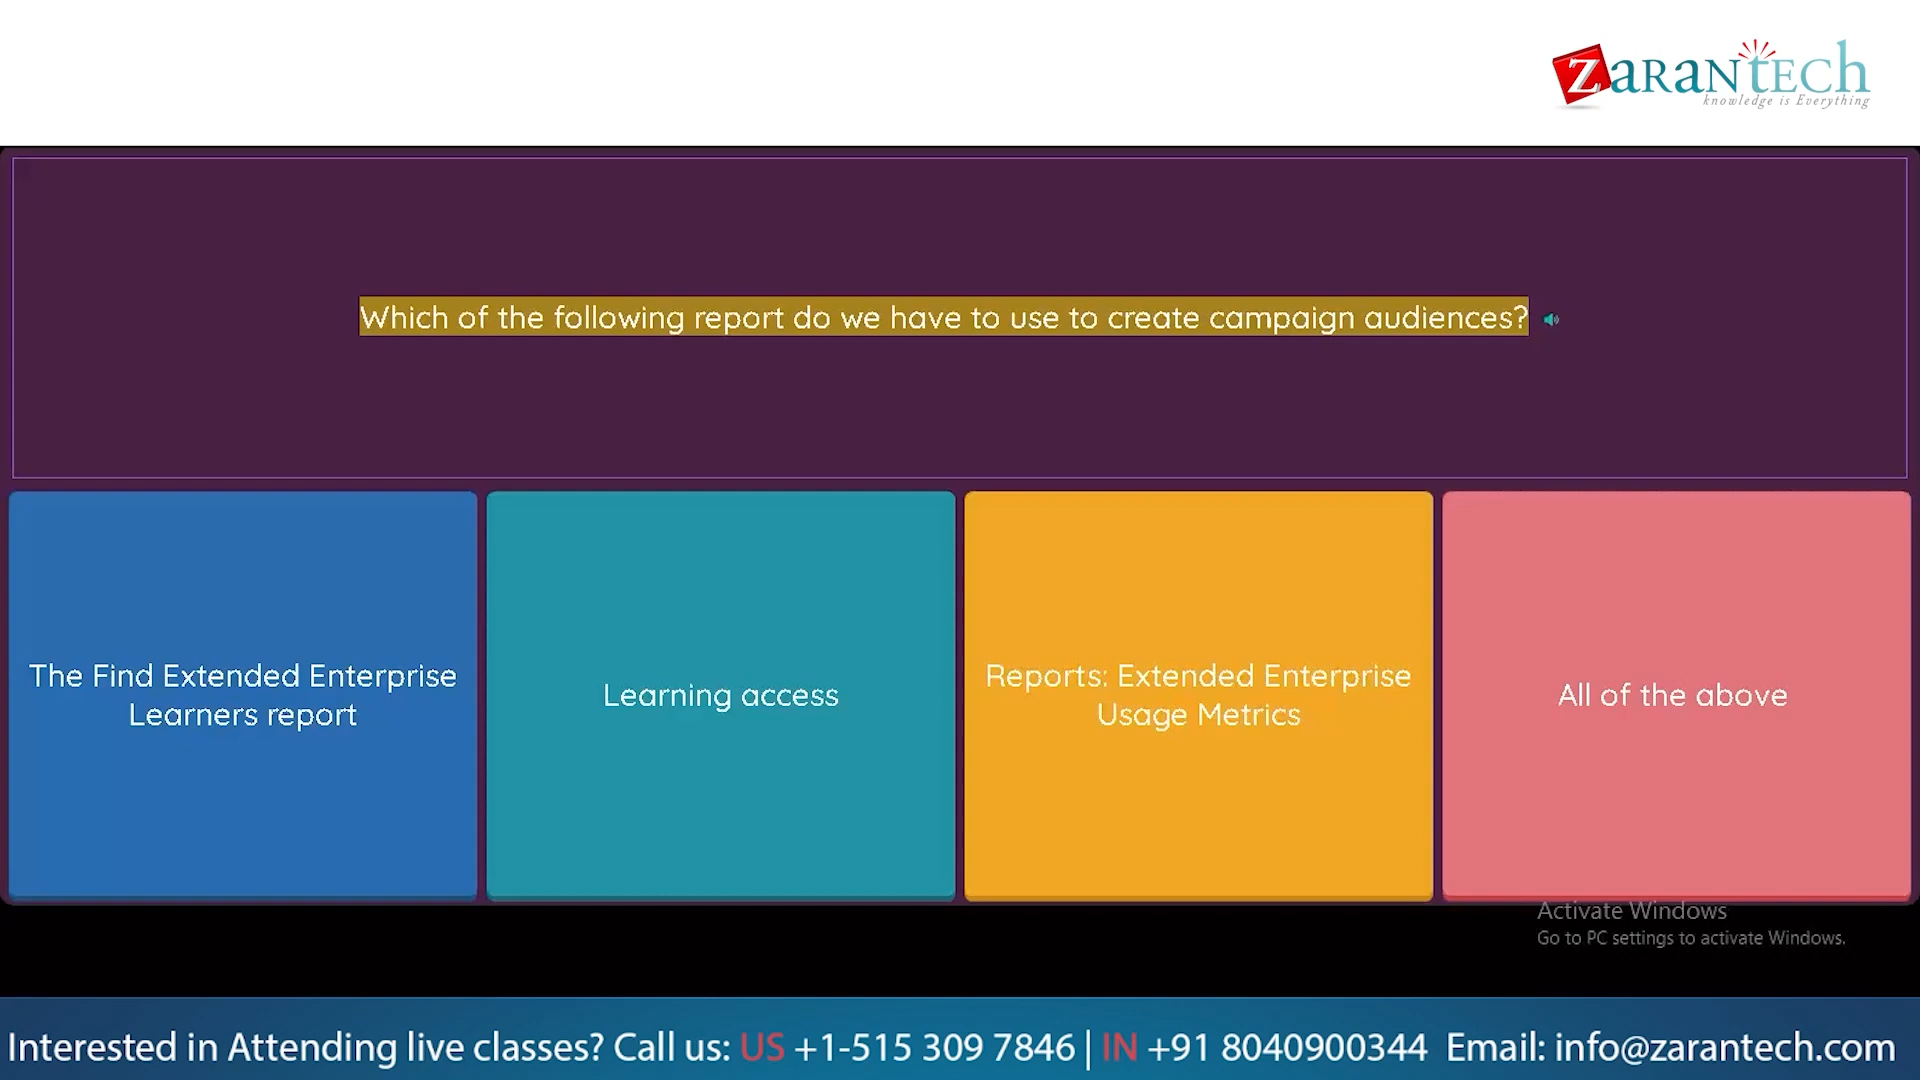 ZaranTech
knowledge is Everything
Which of the following report do we have to use to create campaign audiences?
The Find Extended Enterprise
Learners report
Learning access
Reports: Extended Enterprise
Usage Metrics
All of the above
Activate Windows
Go to PC settings to activate Windows.
Interested in Attending live classes? Call us: US +1-515 309 7846 | IN +91 8040900344 Email: info@zarantech.com